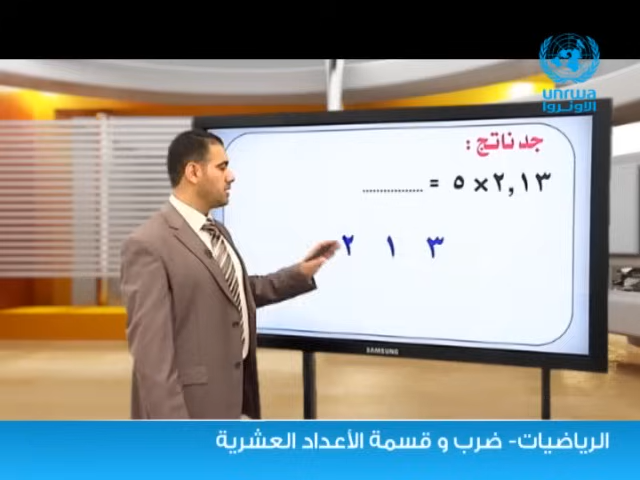 unrwa
الأونروا
جد ناتج :
٢,١٣ × ٥ = ................
٢ ١ ٣
SAMSUNG
الرياضيات- ضرب و قسمة الأعداد العشرية